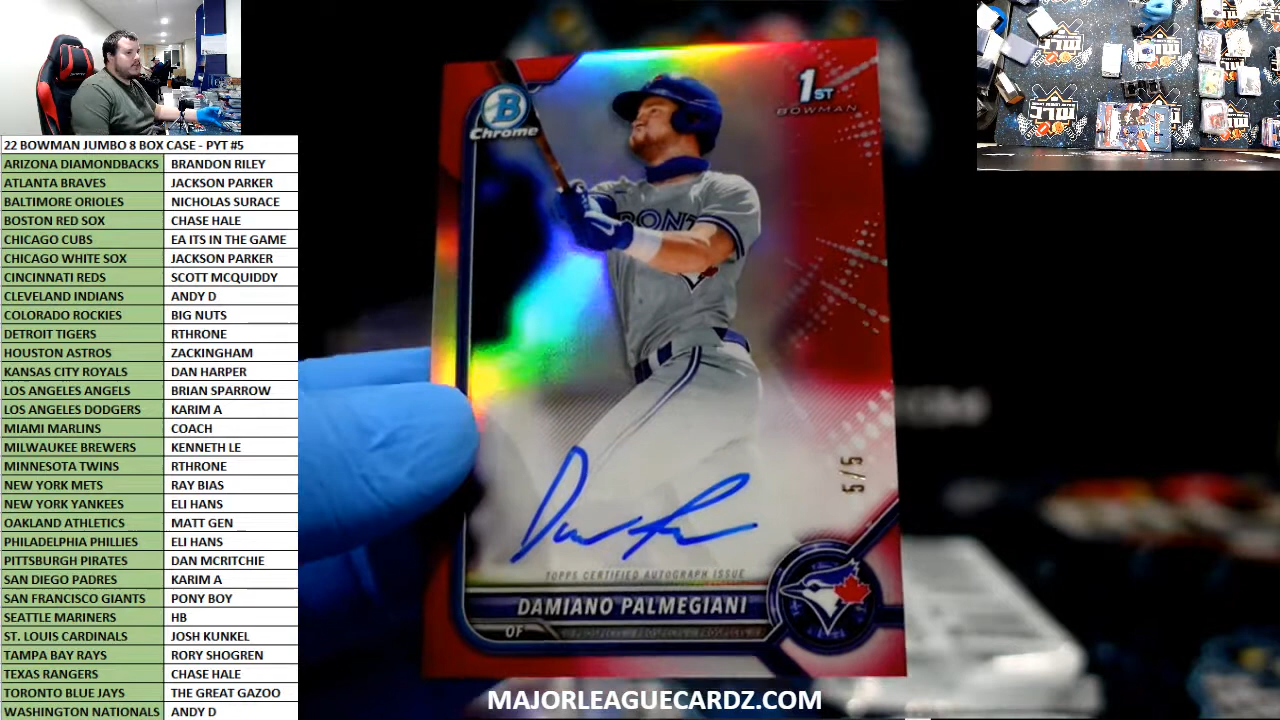 22 BOWMAN JUMBO 8 BOX CASE - PYT #5
ARIZONA DIAMONDBACKS BRANDON RILEY
ATLANTA BRAVES JACKSON PARKER
BALTIMORE ORIOLES NICHOLAS SURACE
BOSTON RED SOX CHASE HALE
CHICAGO CUBS EA ITS IN THE GAME
CHICAGO WHITE SOX JACKSON PARKER
CINCINNATI REDS SCOTT MCQUIDDY
CLEVELAND INDIANS ANDY D
COLORADO ROCKIES BIG NUTS
DETROIT TIGERS RTHRONE
HOUSTON ASTROS ZACKINGHAM
KANSAS CITY ROYALS DAN HARPER
LOS ANGELES ANGELS BRIAN SPARROW
LOS ANGELES DODGERS KARIM A
MIAMI MARLINS COACH
MILWAUKEE BREWERS KENNETH LE
MINNESOTA TWINS RTHRONE
NEW YORK METS RAY BIAS
NEW YORK YANKEES ELI HANS
OAKLAND ATHLETICS MATT GEN
PHILADELPHIA PHILLIES ELI HANS
PITTSBURGH PIRATES DAN MCRITCHIE
SAN DIEGO PADRES KARIM A
SAN FRANCISCO GIANTS PONY BOY
SEATTLE MARINERS HB
ST. LOUIS CARDINALS JOSH KUNKEL
TAMPA BAY RAYS RORY SHOGREN
TEXAS RANGERS CHASE HALE
TORONTO BLUE JAYS THE GREAT GAZOO
WASHINGTON NATIONALS ANDY D
B
Chrome
1ST
BOWMAN
RONT
5/5
TOPPS CERTIFIED AUTOGRAPH ISSUE
DAMIANO PALMEGIANI
OF
MAJORLEAGUECARDZ.COM
MLC
MLC